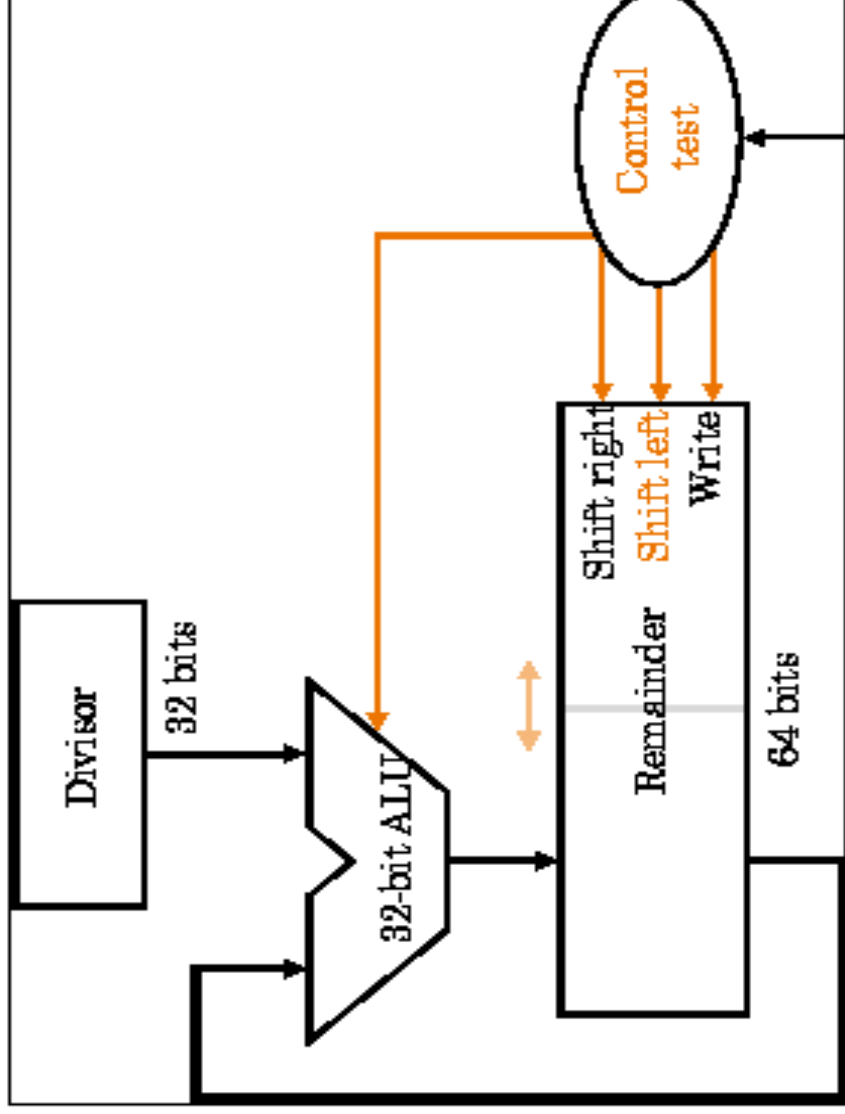 Divisor
32 bits
32-bit ALU
Shift right
Remainder
Shift left
Write
64 bits
Control
test